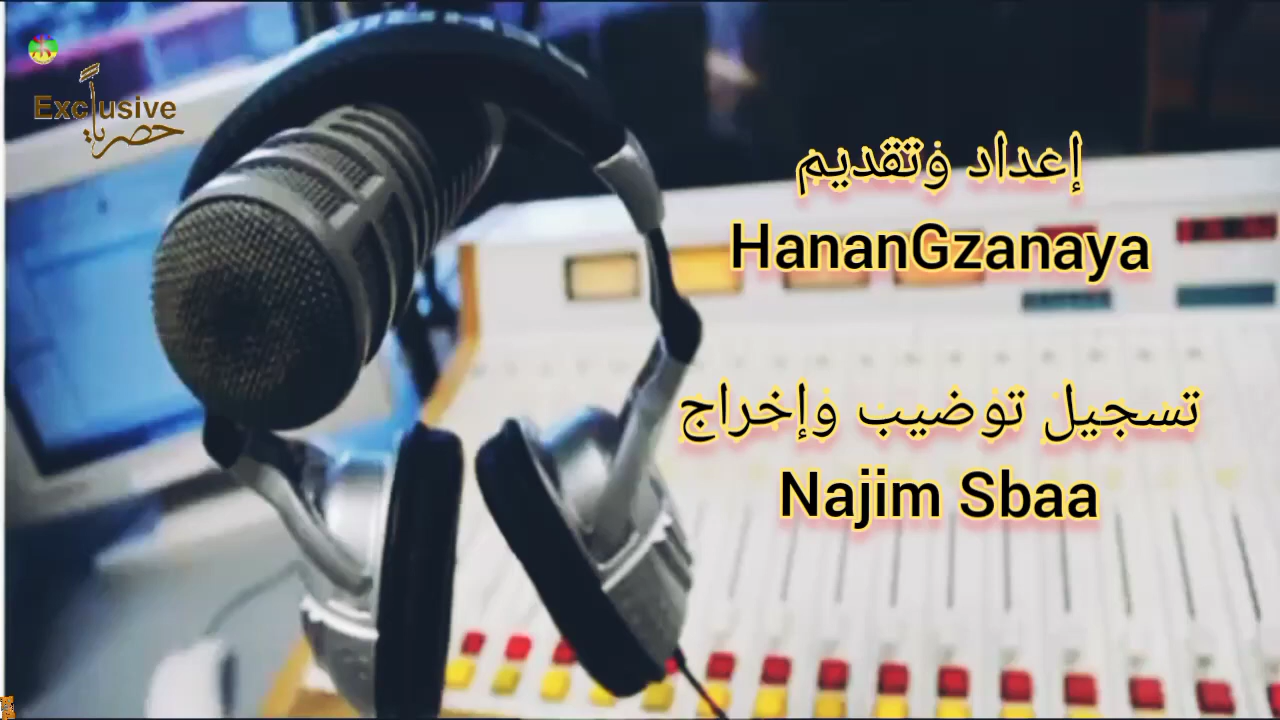 Exclusive
حصرياً
إعداد وتقديم
HananGzanaya
تسجيل توضيب وإخراج
Najim Sbaa